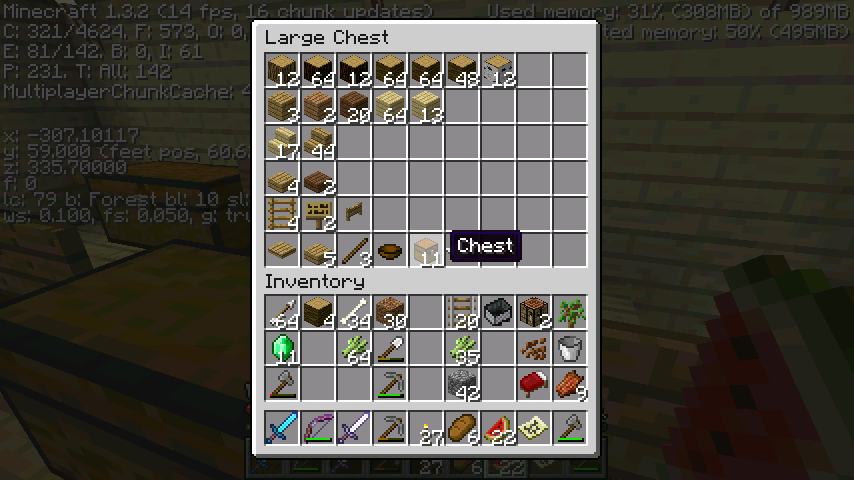 Minecraft 1.3.2 (14 fps, 16 chunk updates)
Used memory: 31% (308MB) of 989MB
C: 321/4624, F: 573, O: 0,
ted memory: 50% (495MB)
E: 81/142, B: 0, I: 61
P: 231, T: All: 142
MultiplayerChunkCache: 4
x: -307.10117
y: 59.000 (feet pos, 60.6
z: 335.70000
f: 0
lc: 79 b: Forest bl: 10 sl:
ws: 0.100, fs: 0.050, g: tru
Large Chest
12 64 12 64 64 48 12
3 2 20 64 13
17 44
4 2
4 2
5 3 11
Chest
Inventory
64 4 34 30 20 2
11 64 35
42 9
27 6 22
27 6 22